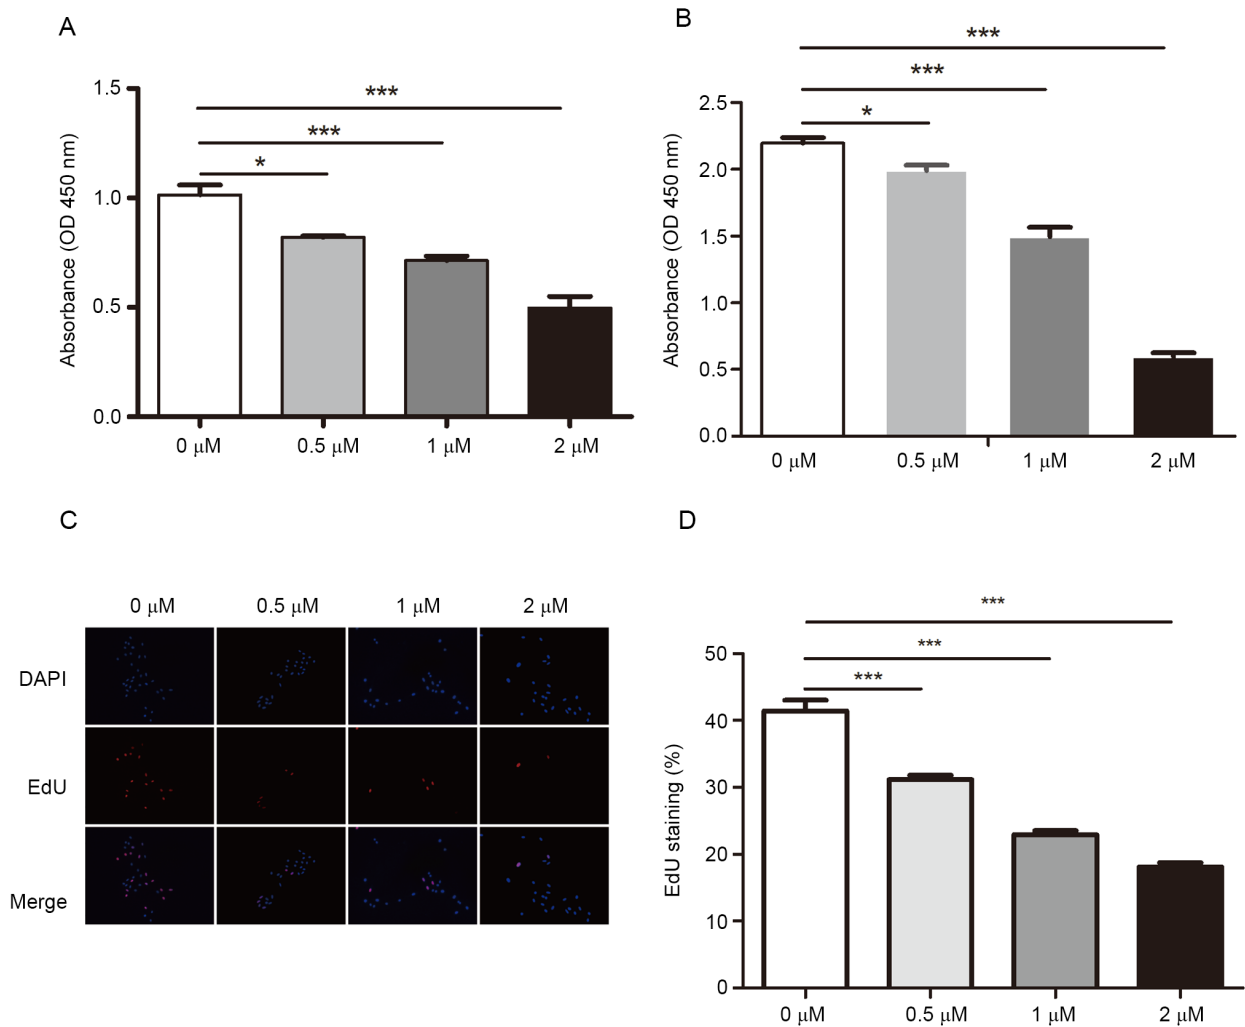 A
***
***
*
1.5
1.0
0.5
0.0
Absorbance (OD 450 nm)
0 μM
0.5 μM
1 μM
2 μM
B
***
***
*
2.5
2.0
1.5
1.0
0.5
0.0
Absorbance (OD 450 nm)
0 μM
0.5 μM
1 μM
2 μM
C
0 μM
0.5 μM
1 μM
2 μM
DAPI
EdU
Merge
D
***
***
***
50
40
30
20
10
0
EdU staining (%)
0 μM
0.5 μM
1 μM
2 μM